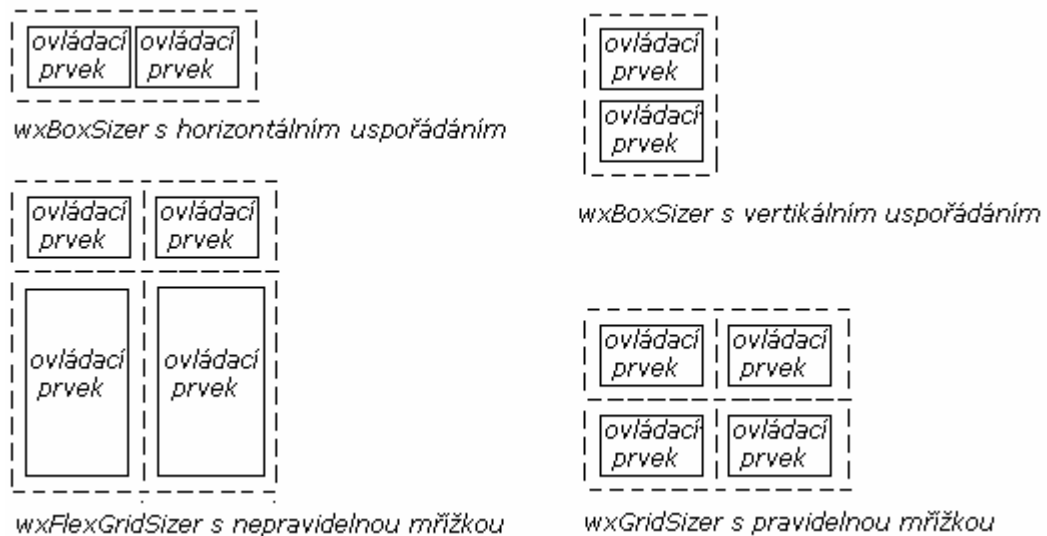 ovládací ovládací
prvek prvek
wxBoxSizer s horizontálním uspořádáním
ovládací
prvek
ovládací
prvek
wxBoxSizer s vertikálním uspořádáním
ovládací ovládací
prvek prvek
ovládací ovládací
prvek prvek
wxFlexGridSizer s nepravidelnou mřížkou
ovládací ovládací
prvek prvek
ovládací ovládací
prvek prvek
wxGridSizer s pravidelnou mřížkou